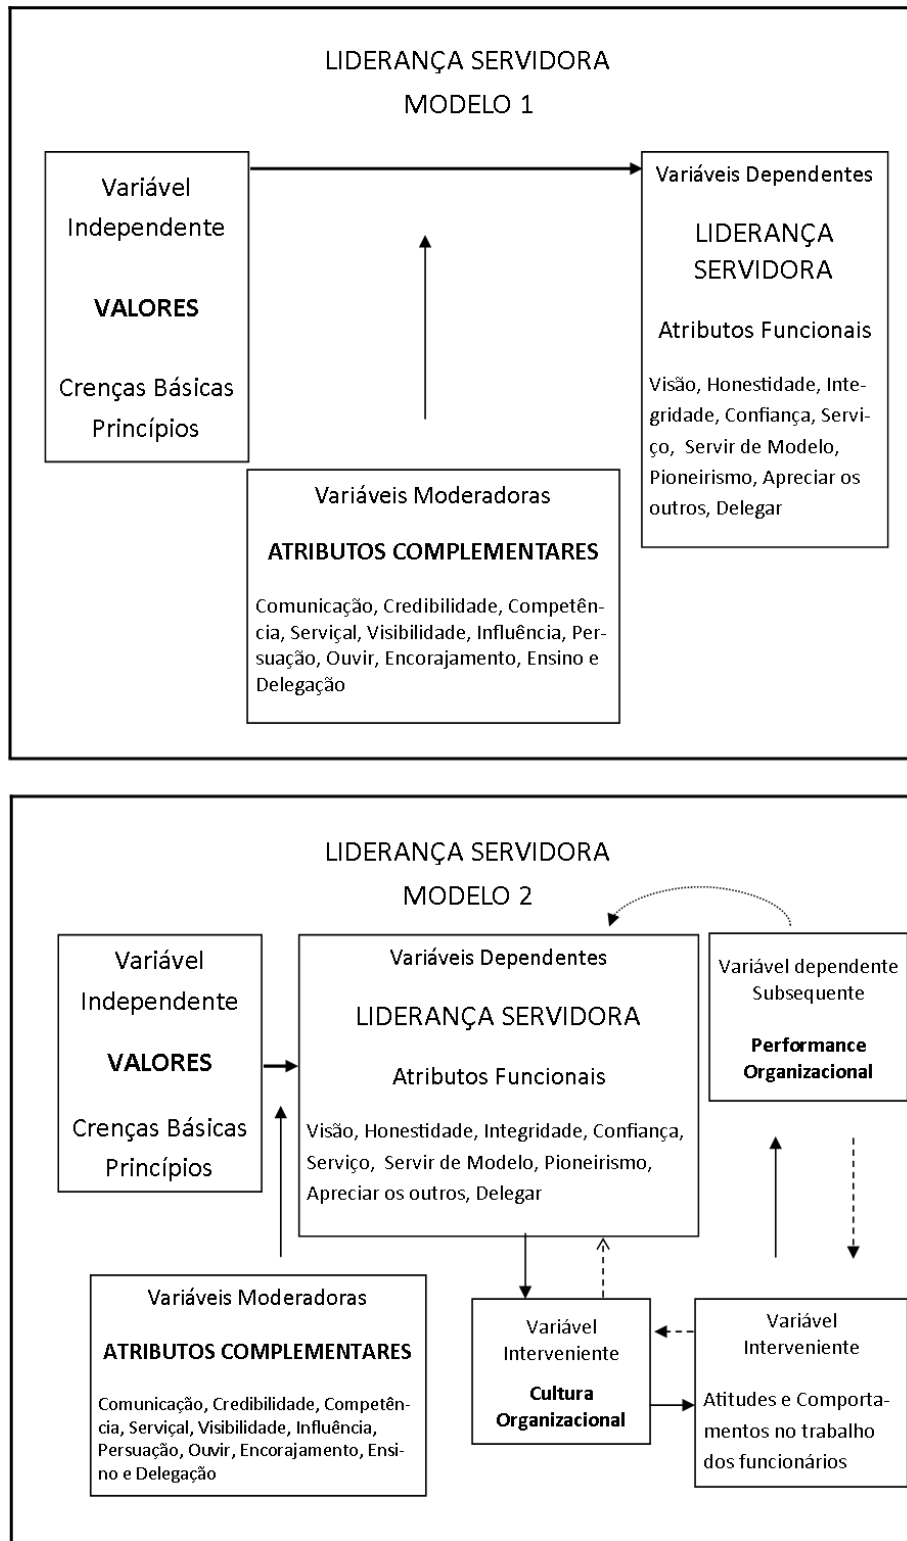 LIDERANÇA SERVIDORA
MODELO 1
Variável
Independente
VALORES
Crenças Básicas
Princípios
Variáveis Dependentes
LIDERANÇA
SERVIDORA
Atributos Funcionais
Visão, Honestidade, Inte-
gridade, Confiança, Servi-
ço, Servir de Modelo,
Pioneirismo, Apreciar os
outros, Delegar
Variáveis Moderadoras
ATRIBUTOS COMPLEMENTARES
Comunicação, Credibilidade, Competên-
cia, Serviçal, Visibilidade, Influência, Per-
suação, Ouvir, Encorajamento, Ensino e
Delegação
LIDERANÇA SERVIDORA
MODELO 2
Variável
Independente
VALORES
Crenças Básicas
Princípios
Variáveis Dependentes
LIDERANÇA SERVIDORA
Atributos Funcionais
Visão, Honestidade, Integridade, Confiança,
Serviço, Servir de Modelo, Pioneirismo,
Apreciar os outros, Delegar
Variável dependente
Subsequente
Performance
Organizacional
Variáveis Moderadoras
ATRIBUTOS COMPLEMENTARES
Comunicação, Credibilidade, Competên-
cia, Serviçal, Visibilidade, Influência,
Persuação, Ouvir, Encorajamento, Ensi-
no e Delegação
Variável
Interveniente
Cultura
Organizacional
Variável
Interveniente
Atitudes e Comporta-
mentos no trabalho
dos funcionários